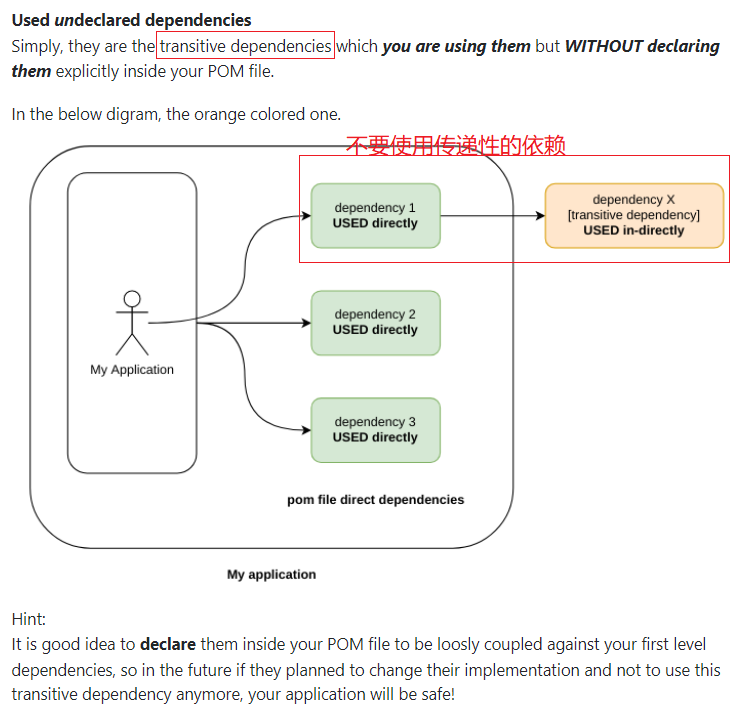 Used undeclared dependencies
Simply, they are the transitive dependencies which you are using them but WITHOUT declaring
them explicitly inside your POM file.
In the below digram, the orange colored one.
不要使用传递性的依赖
dependency 1
USED directly
dependency X
[transitive dependency]
USED in-directly
dependency 2
USED directly
My Application
dependency 3
USED directly
pom file direct dependencies
My application
Hint:
It is good idea to declare them inside your POM file to be loosly coupled against your first level
dependencies, so in the future if they planned to change their implementation and not to use this
transitive dependency anymore, your application will be safe!